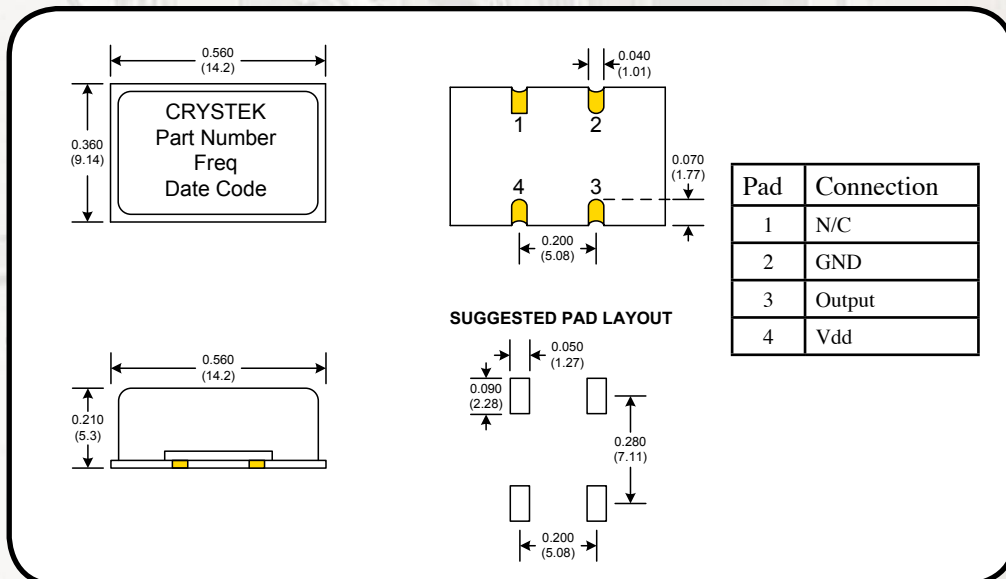 0.560
(14.2)
0.360
(9.14)
CRYSTEK
Part Number
Freq
Date Code
0.040
(1.01)
1 2
4 3
0.070
(1.77)
0.200
(5.08)
Pad Connection
1 N/C
2 GND
3 Output
4 Vdd
0.560
(14.2)
0.210
(5.3)
SUGGESTED PAD LAYOUT
0.050
(1.27)
0.090
(2.28)
0.280
(7.11)
0.200
(5.08)